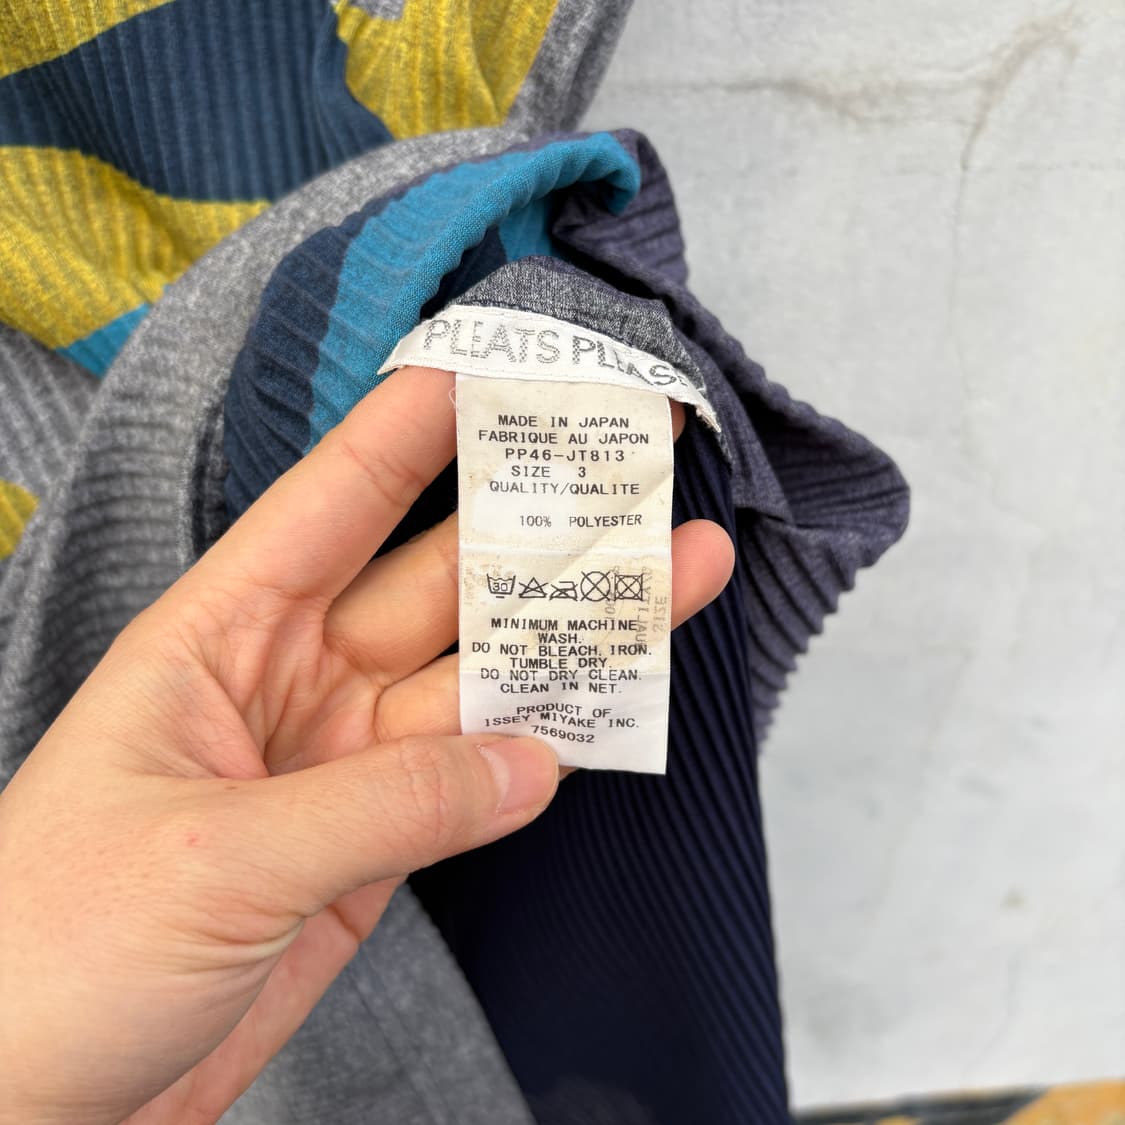 PLEATS PLEAS
MADE IN JAPAN
FABRIQUE AU JAPON
PP46-JT813
SIZE 3
QUALITY/QUALITE
100% POLYESTER
30
MINIMUM MACHINE
WASH.
DO NOT BLEACH. IRON.
TUMBLE DRY.
DO NOT DRY CLEAN.
CLEAN IN NET.
PRODUCT OF
ISSEY MIYAKE INC.
7569032